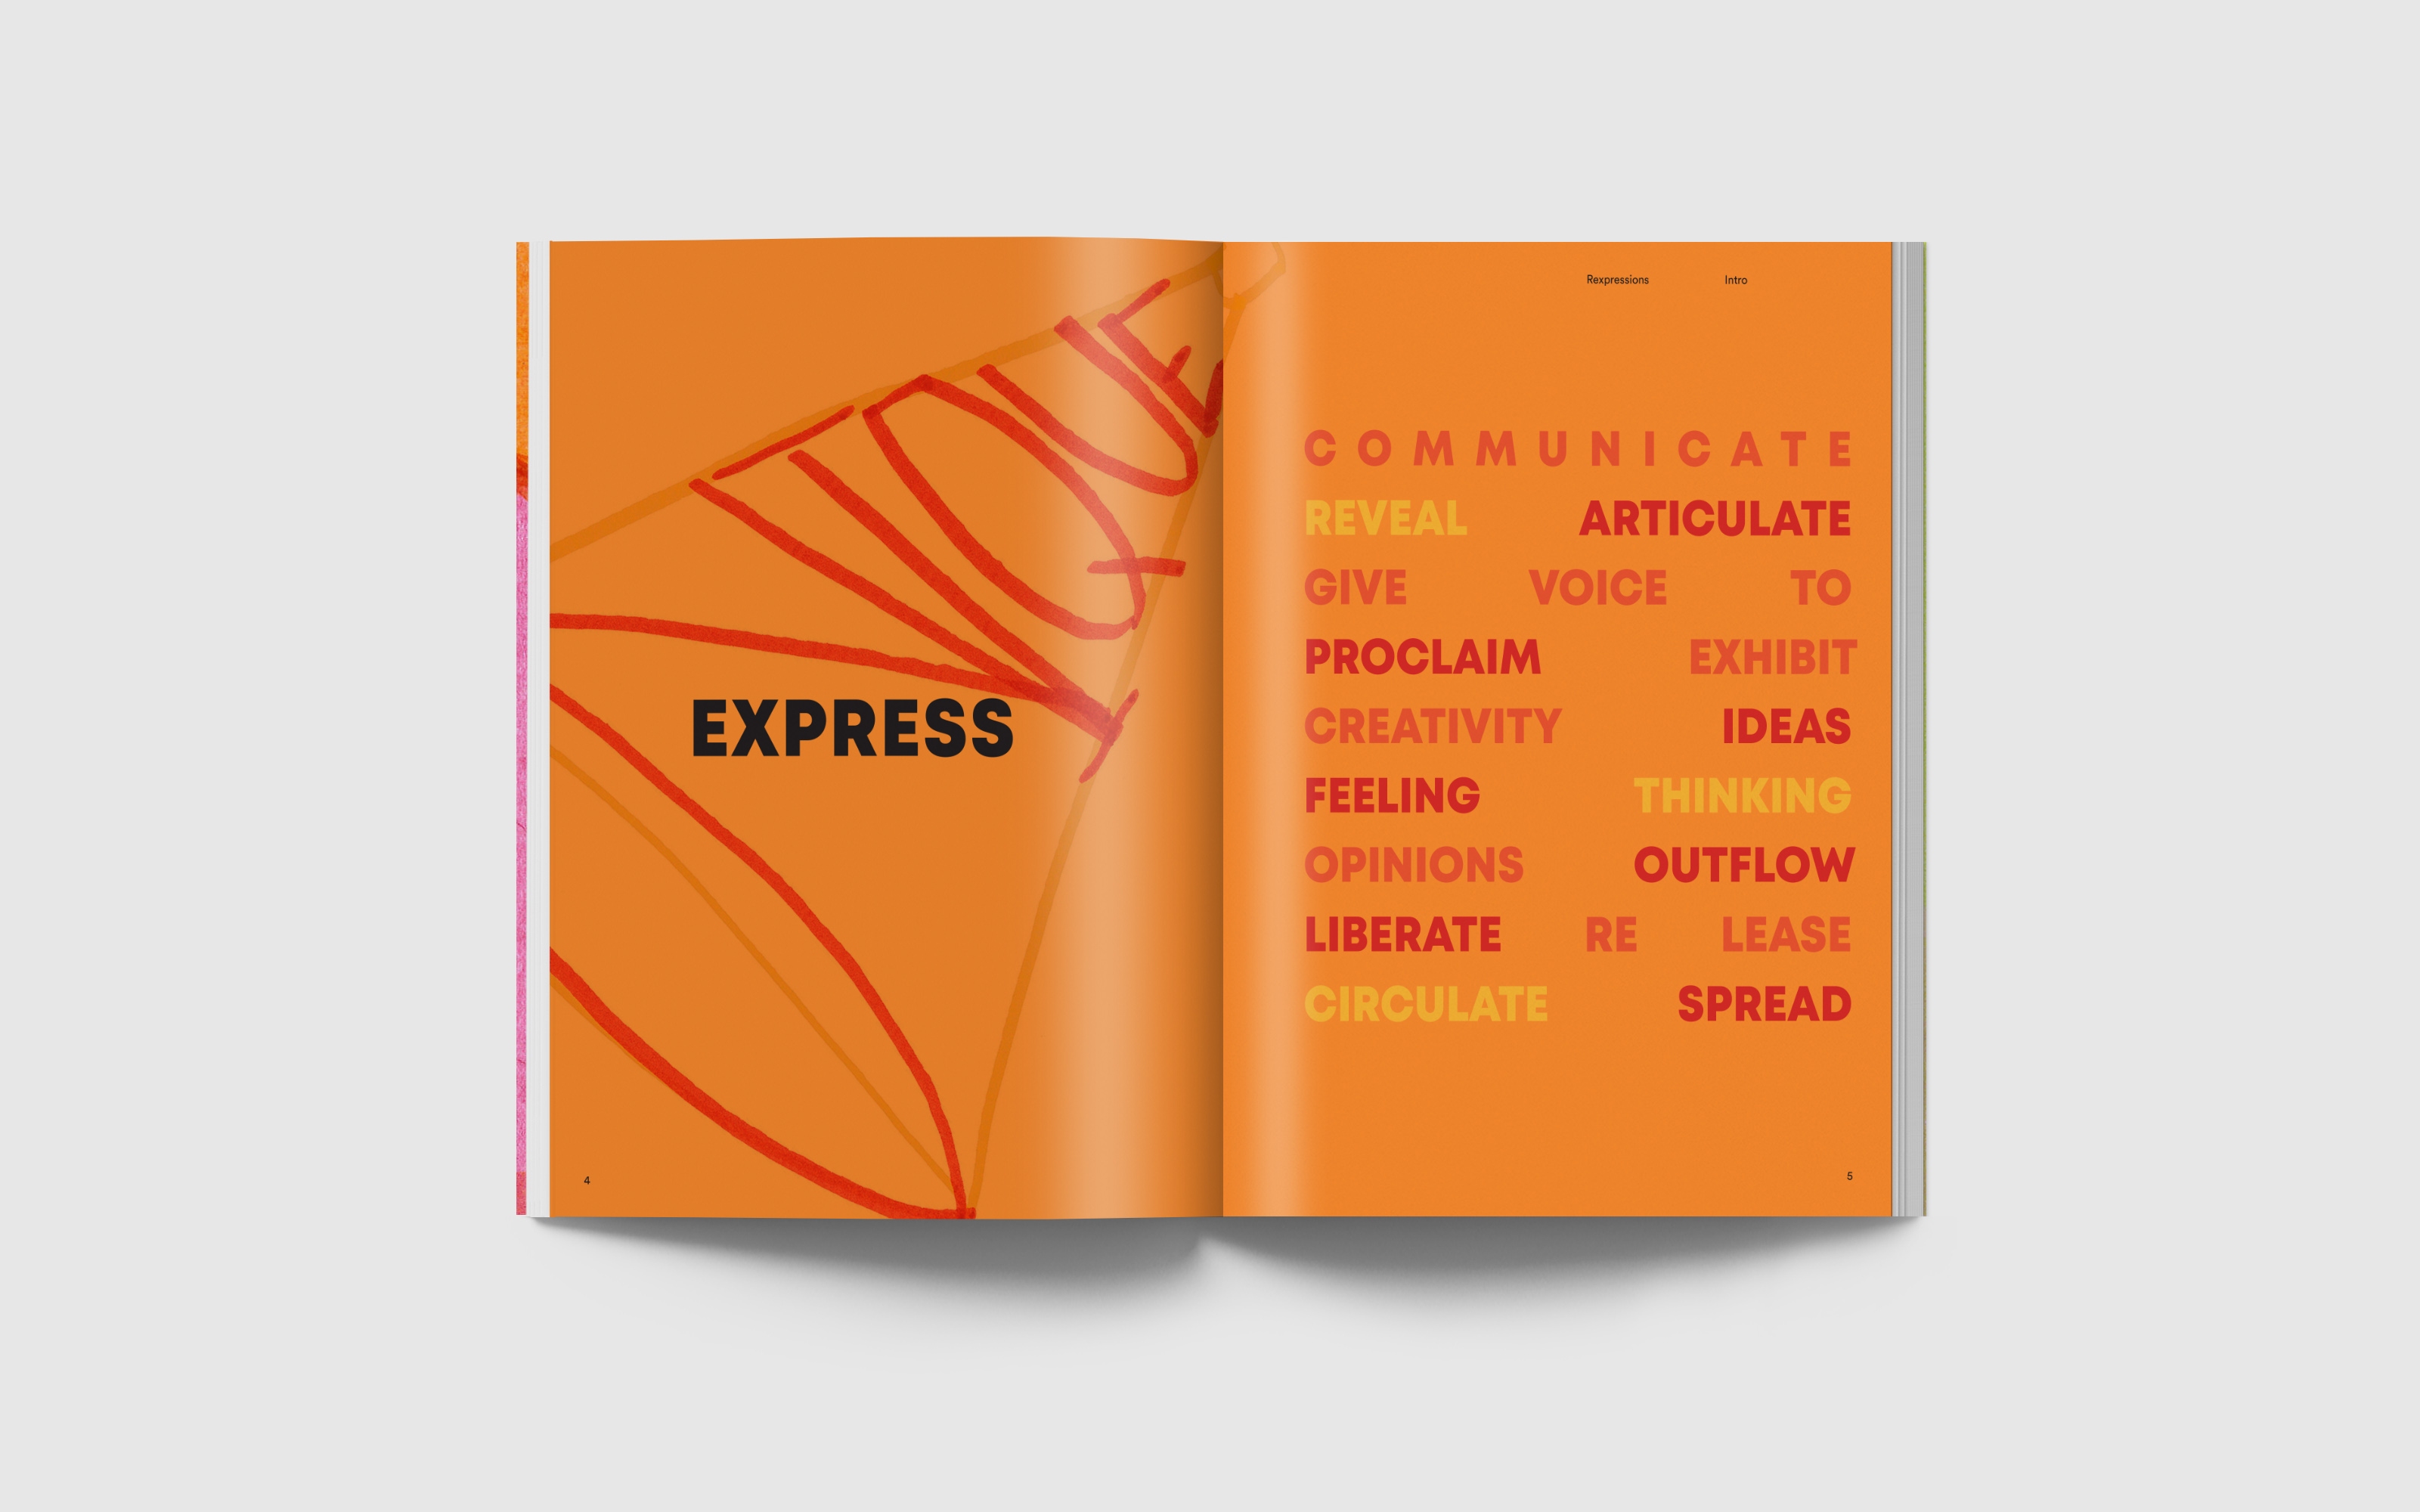 EXPRESS
4
Rexpressions Intro
COMMUNICATE
REVEAL ARTICULATE
GIVE VOICE TO
PROCLAIM EXHIBIT
CREATIVITY IDEAS
FEELING THINKING
OPINIONS OUTFLOW
LIBERATE RE LEASE
CIRCULATE SPREAD
5